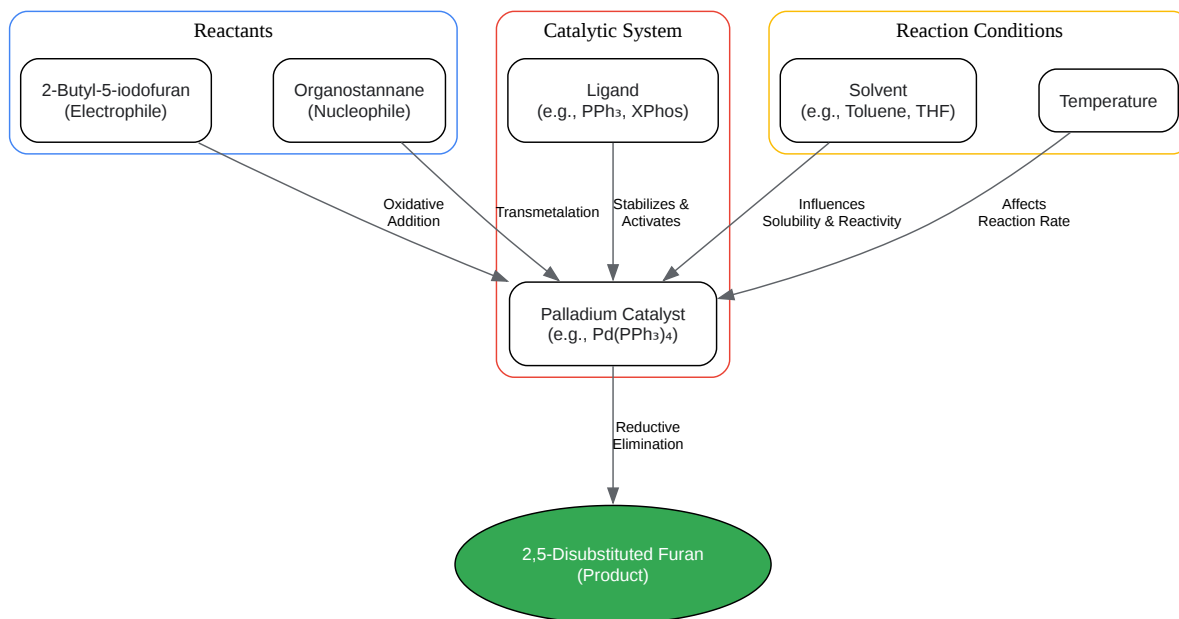 Reactants
Catalytic System
Reaction Conditions
2-Butyl-5-iodofuran
(Electrophile)
Organostannane
(Nucleophile)
Ligand
(e.g., PPh₃, XPhos)
Solvent
(e.g., Toluene, THF)
Temperature
Oxidative
Addition
Transmetalation
Stabilizes &
Activates
Influences
Solubility & Reactivity
Affects
Reaction Rate
Palladium Catalyst
(e.g., Pd(PPh₃)₄)
Reductive
Elimination
2,5-Disubstituted Furan
(Product)